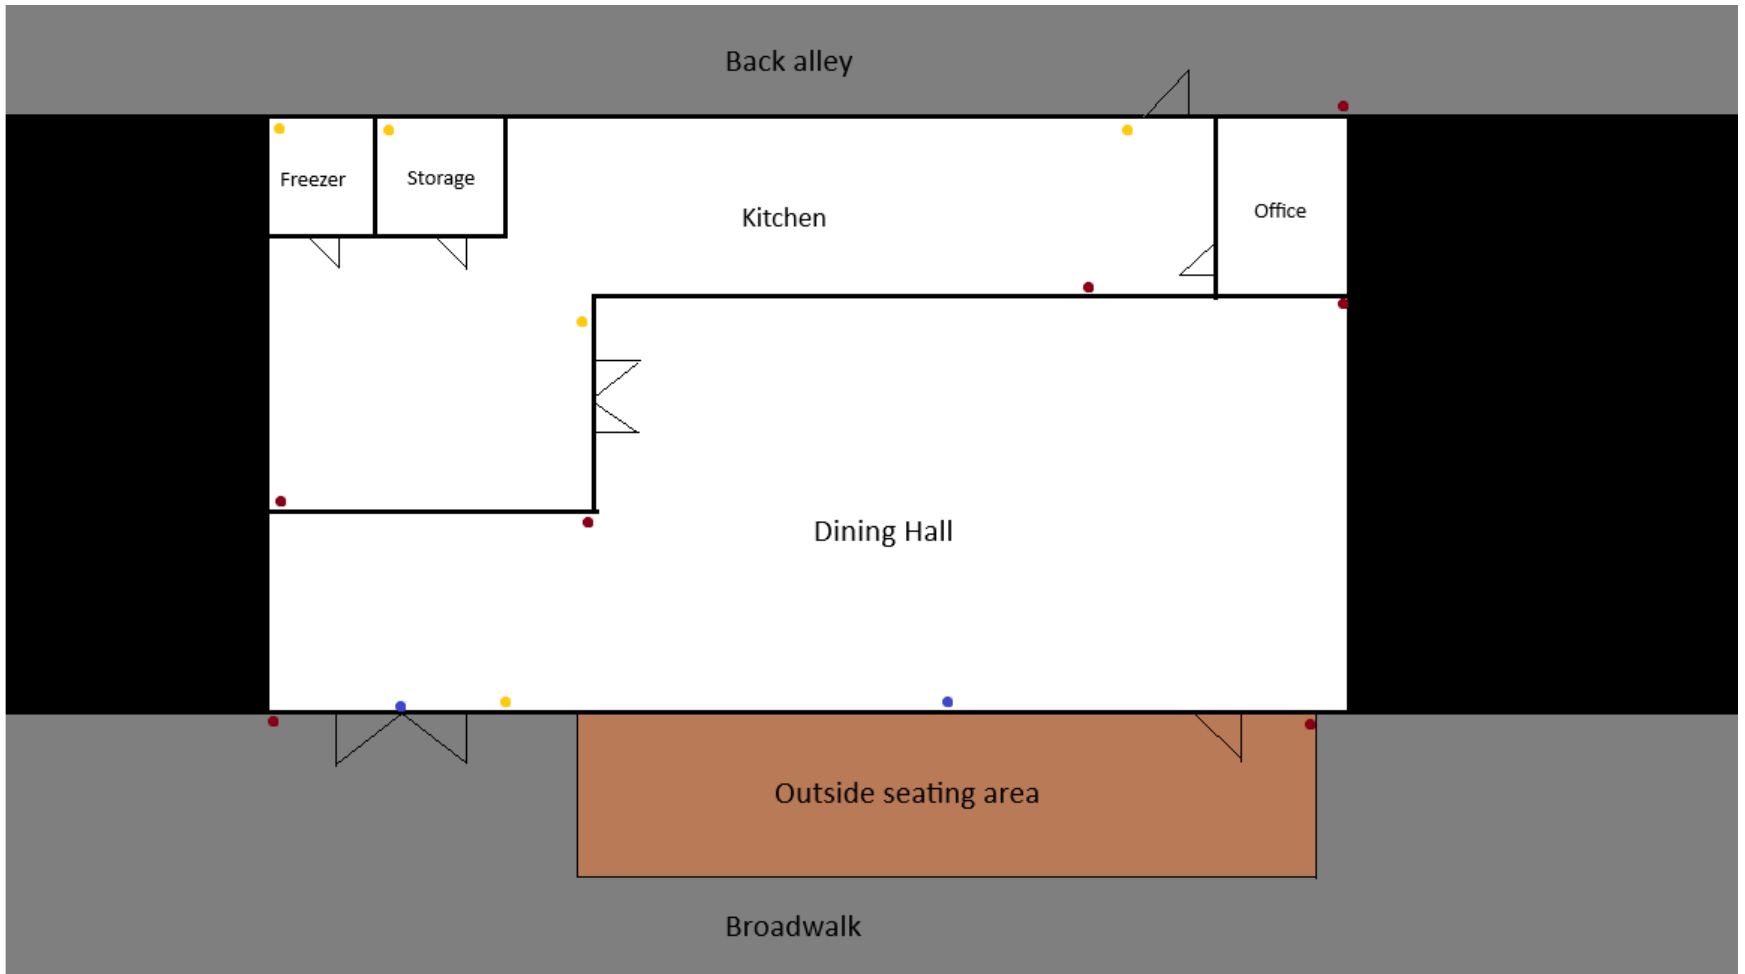 Back alley
Freezer
Storage
Kitchen
Office
Dining Hall
Outside seating area
Broadwalk